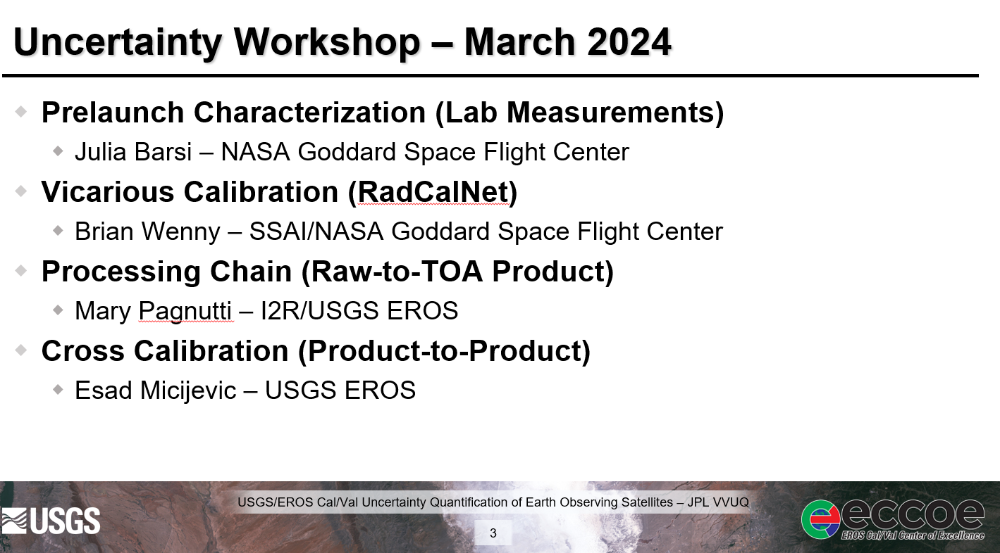 Uncertainty Workshop – March 2024
Prelaunch Characterization (Lab Measurements)
Julia Barsi – NASA Goddard Space Flight Center
Vicarious Calibration (RadCalNet)
Brian Wenny – SSAI/NASA Goddard Space Flight Center
Processing Chain (Raw-to-TOA Product)
Mary Pagnutti – I2R/USGS EROS
Cross Calibration (Product-to-Product)
Esad Micijevic – USGS EROS
USGS/EROS Cal/Val Uncertainty Quantification of Earth Observing Satellites – JPL VVUQ
USGS
3
eccoe
EROS Cal/Val Center of Excellence